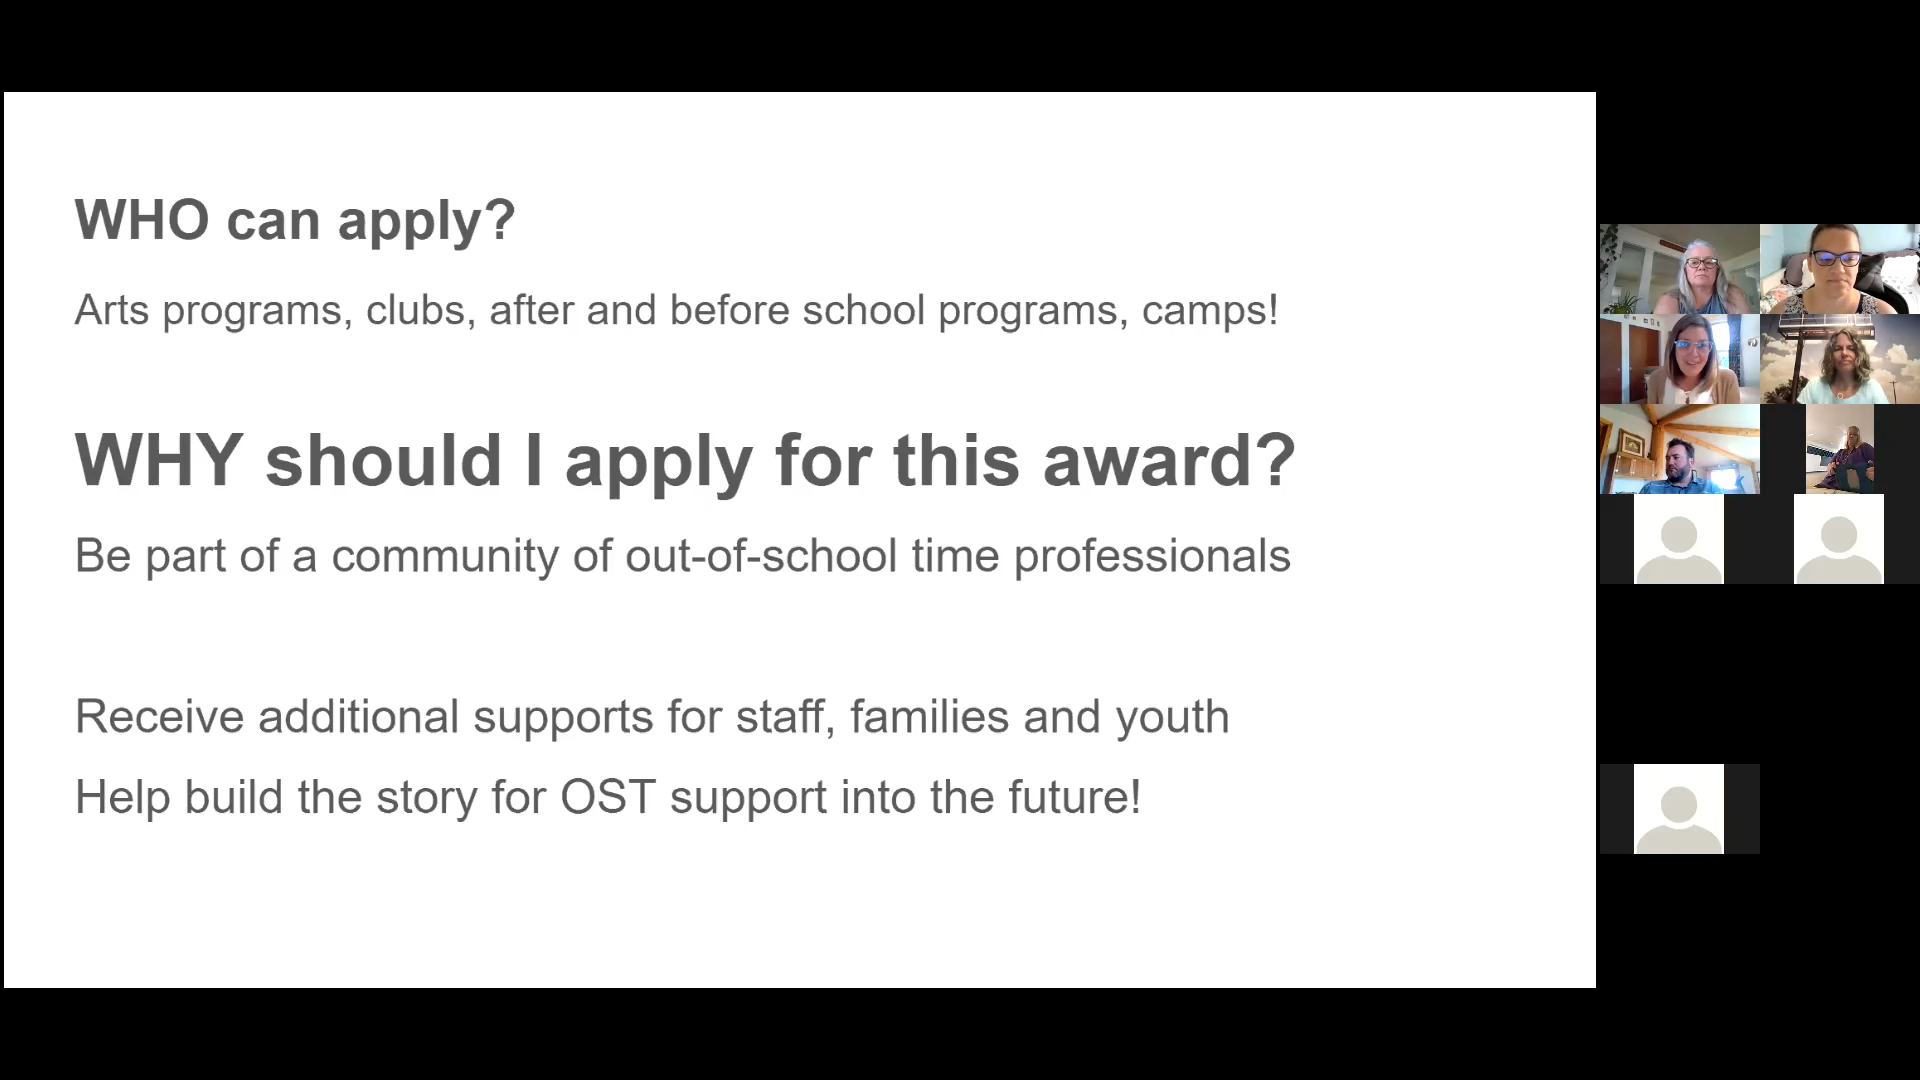 WHO can apply?
Arts programs, clubs, after and before school programs, camps!
WHY should I apply for this award?
Be part of a community of out-of-school time professionals
Receive additional supports for staff, families and youth
Help build the story for OST support into the future!